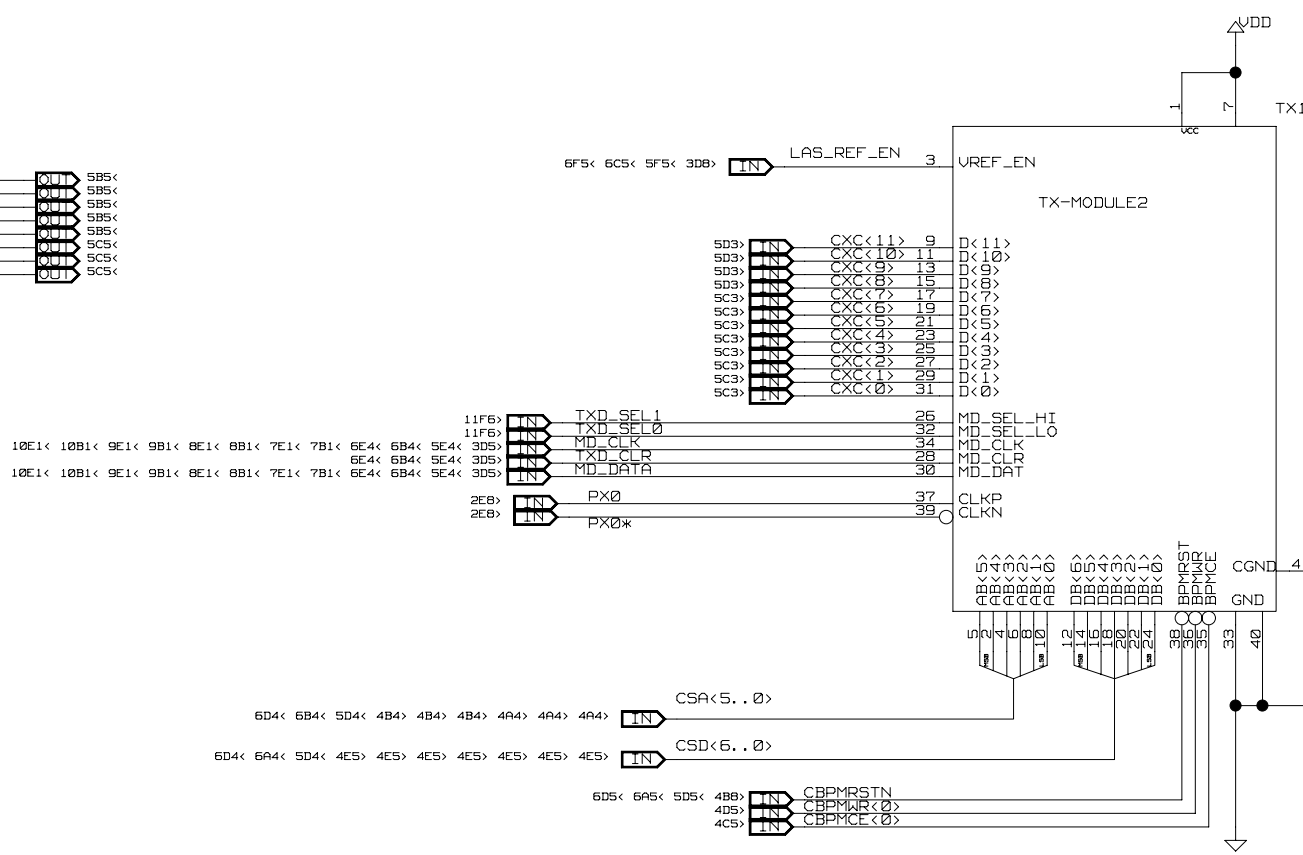 VDD
1
7
TX1
VCC
6F5< 6C5< 5F5< 3D8> IN LAS_REF_EN 3 VREF_EN
TX-MODULE2
OUT 5B5<
OUT 5B5<
OUT 5B5<
OUT 5B5<
OUT 5B5<
OUT 5C5<
OUT 5C5<
OUT 5C5<
5D3> IN CXC<11> 9 D<11>
5D3> IN CXC<10> 11 D<10>
5D3> IN CXC<9> 13 D<9>
5D3> IN CXC<8> 15 D<8>
5C3> IN CXC<7> 17 D<7>
5C3> IN CXC<6> 19 D<6>
5C3> IN CXC<5> 21 D<5>
5C3> IN CXC<4> 23 D<4>
5C3> IN CXC<3> 25 D<3>
5C3> IN CXC<2> 27 D<2>
5C3> IN CXC<1> 29 D<1>
5C3> IN CXC<0> 31 D<0>
11F6> IN TXD_SEL1 26 MD_SEL_HI
11F6> IN TXD_SEL0 32 MD_SEL_LO
10E1< 10B1< 9E1< 9B1< 8E1< 8B1< 7E1< 7B1< 6E4< 6B4< 5E4< 3D5> IN MD_CLK 34 MD_CLK
6E4< 6B4< 5E4< 3D5> IN TXD_CLR 28 MD_CLR
10E1< 10B1< 9E1< 9B1< 8E1< 8B1< 7E1< 7B1< 6E4< 6B4< 5E4< 3D5> IN MD_DATA 30 MD_DAT
2E8> IN PX0 37 CLKP
2E8> IN PX0* 39 CLKN
AB<5> AB<4> AB<3> AB<2> AB<1> AB<0> DB<6> DB<5> DB<4> DB<3> DB<2> DB<1> DB<0> BPMRST BPMWR BPMCE
CGND 4
GND
5 2 4 6 8 10 12 14 16 18 20 22 24 38 36 35 33 40
MSB LSB MSB LSB
CSA<5..0>
6D4< 6B4< 5D4< 4B4> 4B4> 4B4> 4A4> 4A4> 4A4> IN
CSD<6..0>
6D4< 6A4< 5D4< 4E5> 4E5> 4E5> 4E5> 4E5> 4E5> 4E5> IN
6D5< 6A5< 5D5< 4B8> IN CBPMRSTN
4D5> IN CBPMWR<0>
4C5> IN CBPMCE<0>